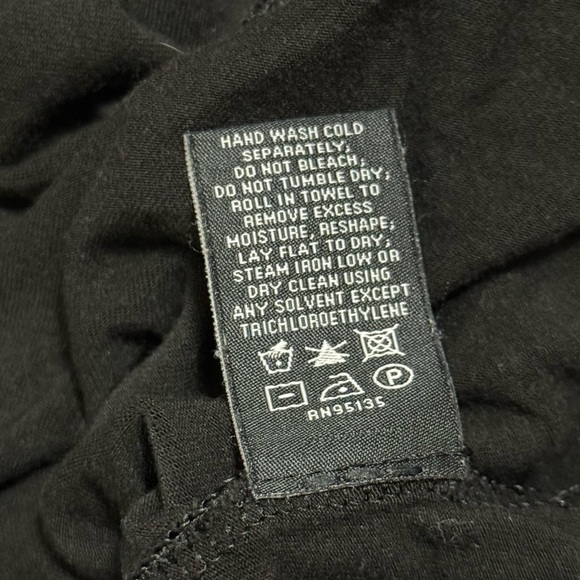 HAND WASH COLD
SEPARATELY;
DO NOT BLEACH;
DO NOT TUMBLE DRY;
ROLL IN TOWEL TO
REMOVE EXCESS
MOISTURE, RESHAPE;
LAY FLAT TO DRY;
STEAM IRON LOW OR
DRY CLEAN USING
ANY SOLVENT EXCEPT
TRICHLOROETHYLENE
P
RN95135